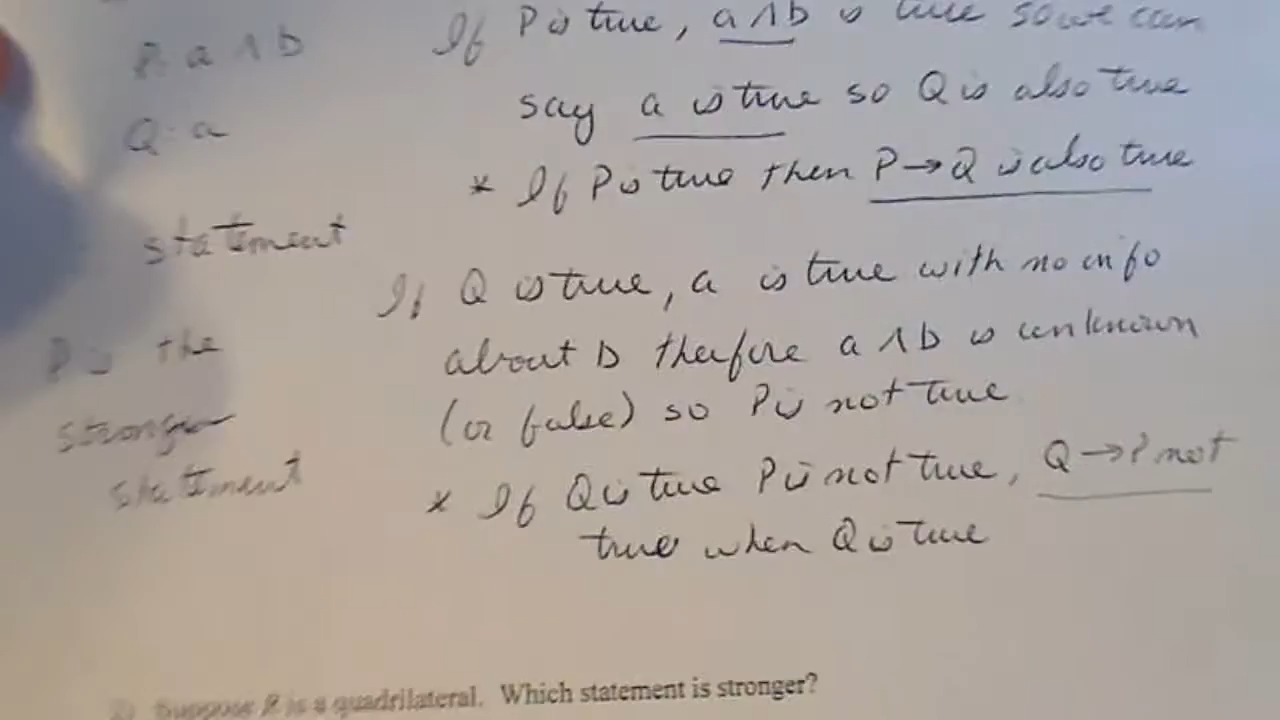 P: a ∧ b
If P is true, a ∧ b is true so we can
say a is true so Q is also true
Q: a
* If P is true then P → Q is also true
statement
If Q is true, a is true with no info
about b therfore a ∧ b is unknown
P is the
(or false) so P is not true
stronger
statement
* If Q is true P is not true, Q → P not
true when Q is true
Suppose R is a quadrilateral. Which statement is stronger?